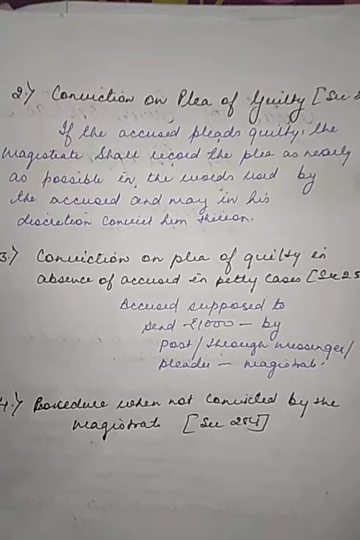 2.) Conviction on Plea of Guilty [Sec
If the accused pleads guilty, the
magistrate shall record the plea as nearly
as possible in the words used by
the accused and may in his
discretion convict him thereon.
3.) Conviction on plea of guilty in
absence of accused in petty cases [Sec 25
Accused supposed to
send ₹1000 - by
post/through messenger/
pleader - magistrate
4.) Procedure when not convicted by the
magistrate [Sec 254]